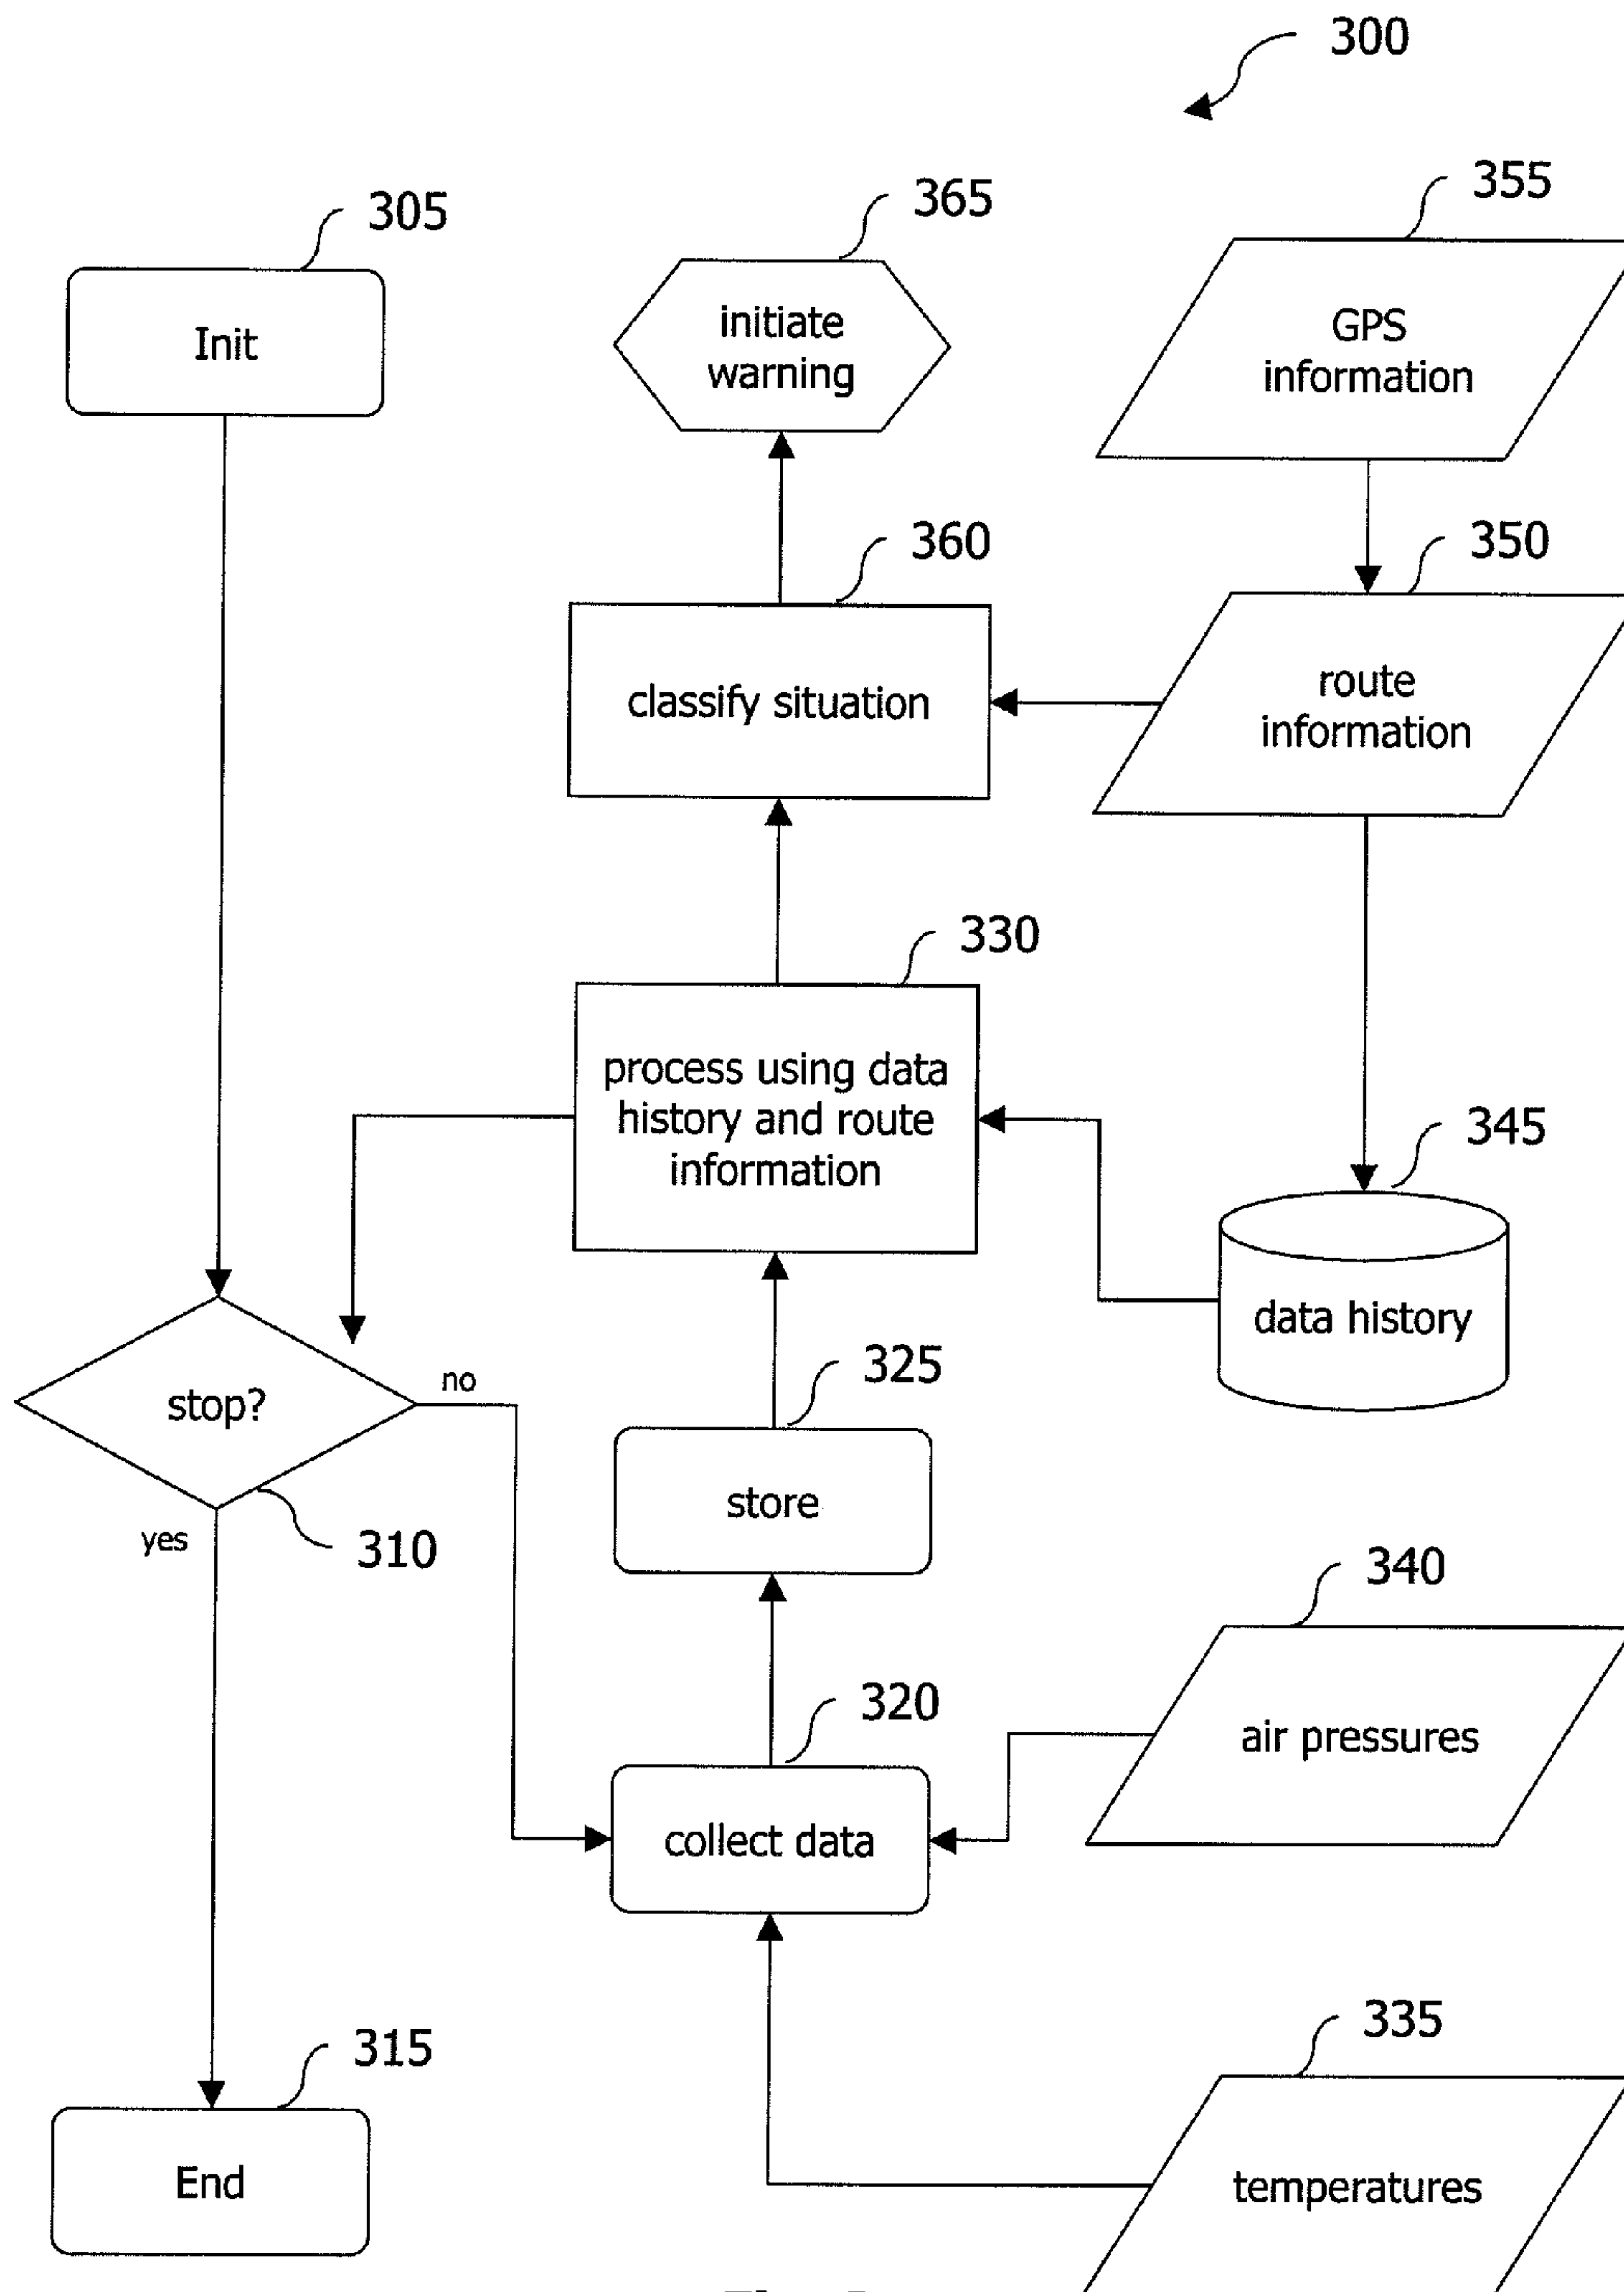 300
305
365
355
Init
initiate
warning
GPS
information
360
350
classify situation
route
information
330
process using data
history and route
information
345
data history
stop?
no
yes
310
325
store
340
air pressures
320
collect data
335
temperatures
315
End